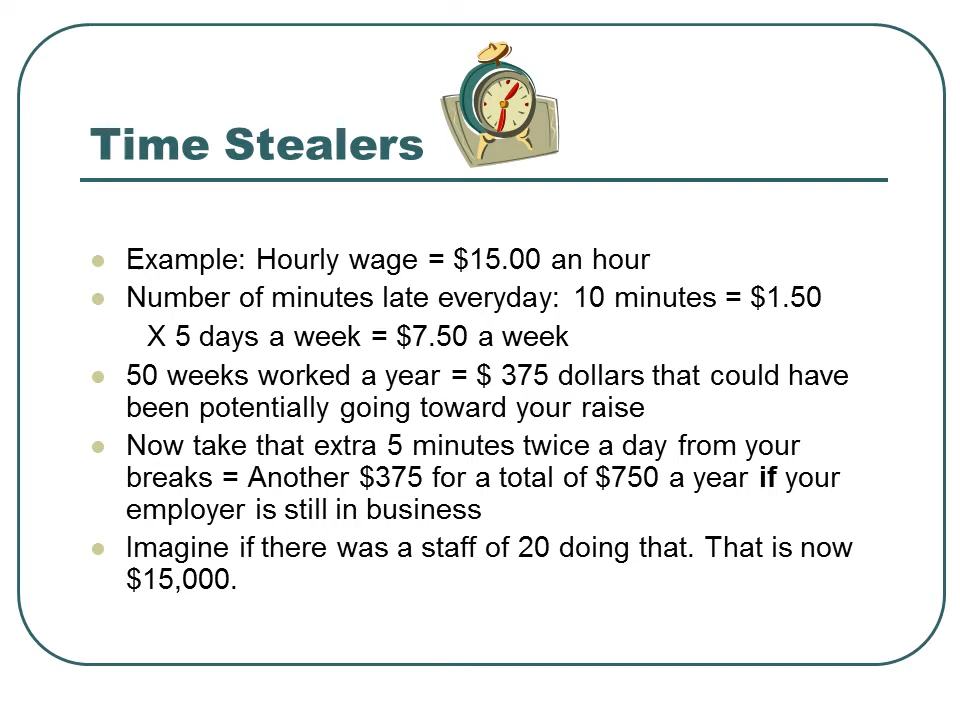 Time Stealers
Example: Hourly wage = $15.00 an hour
Number of minutes late everyday: 10 minutes = $1.50
X 5 days a week = $7.50 a week
50 weeks worked a year = $ 375 dollars that could have
been potentially going toward your raise
Now take that extra 5 minutes twice a day from your
breaks = Another $375 for a total of $750 a year if your
employer is still in business
Imagine if there was a staff of 20 doing that. That is now
$15,000.